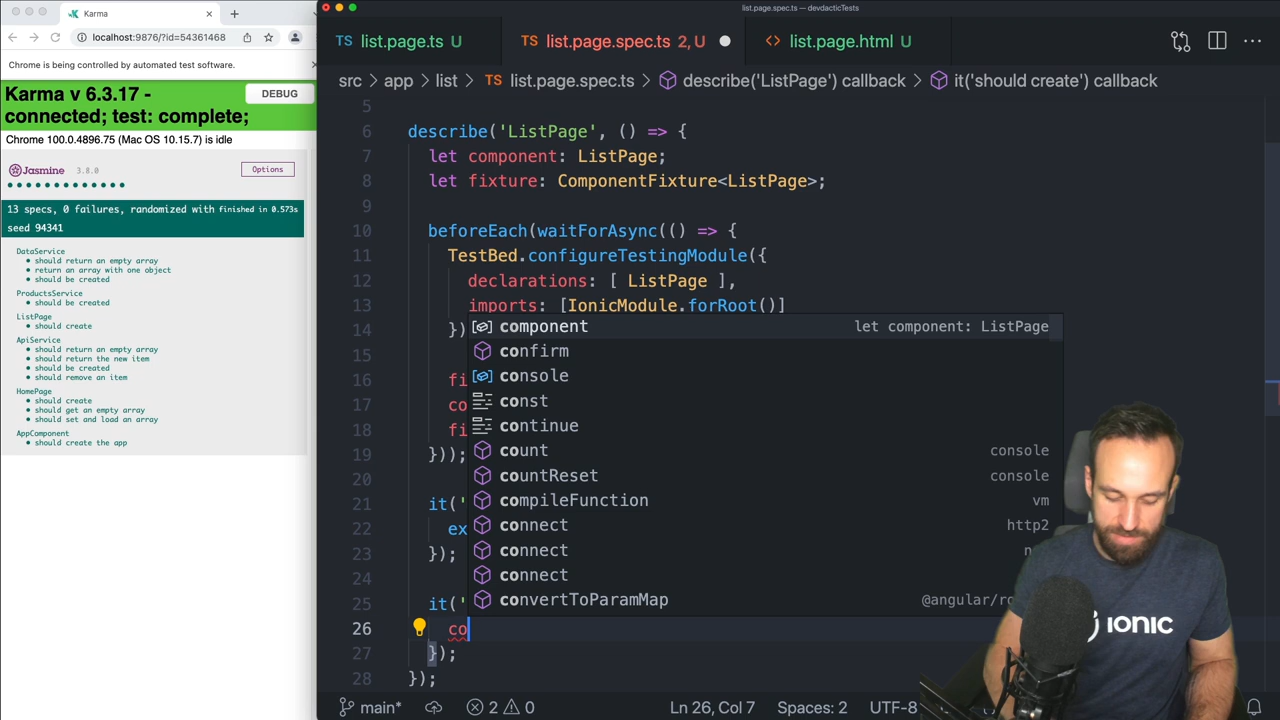 Karma
localhost:9876/?id=54361468
Chrome is being controlled by automated test software.
Karma v 6.3.17 -
connected; test: complete;
DEBUG
Chrome 100.0.4896.75 (Mac OS 10.15.7) is idle
Jasmine 3.8.0
Options
13 specs, 0 failures, randomized with finished in 0.573s
seed 94341
DataService
should return an empty array
return an array with one object
should be created
ProductsService
should be created
ListPage
should create
ApiService
should return an empty array
should return the new item
should be created
should remove an item
HomePage
should create
should get an empty array
should set and load an array
AppComponent
should create the app
list.page.spec.ts — devdacticTests
TS list.page.ts U
TS list.page.spec.ts 2, U
<> list.page.html U
src > app > list > TS list.page.spec.ts > describe('ListPage') callback > it('should create') callback
5
6 describe('ListPage', () => {
7 let component: ListPage;
8 let fixture: ComponentFixture<ListPage>;
9
10 beforeEach(waitForAsync(() => {
11 TestBed.configureTestingModule({
12 declarations: [ ListPage ],
13 imports: [IonicModule.forRoot()]
14 })
15
16 fi
17 co
18 fi
19 }));
20
21 it('
22 ex
23 });
24
25 it('
26 co
27 });
28 });
component let component: ListPage
confirm
console
const
continue
count console
countReset console
compileFunction vm
connect http2
connect
connect
convertToParamMap
IONIC
main*
2 0
Ln 26, Col 7
Spaces: 2
UTF-8